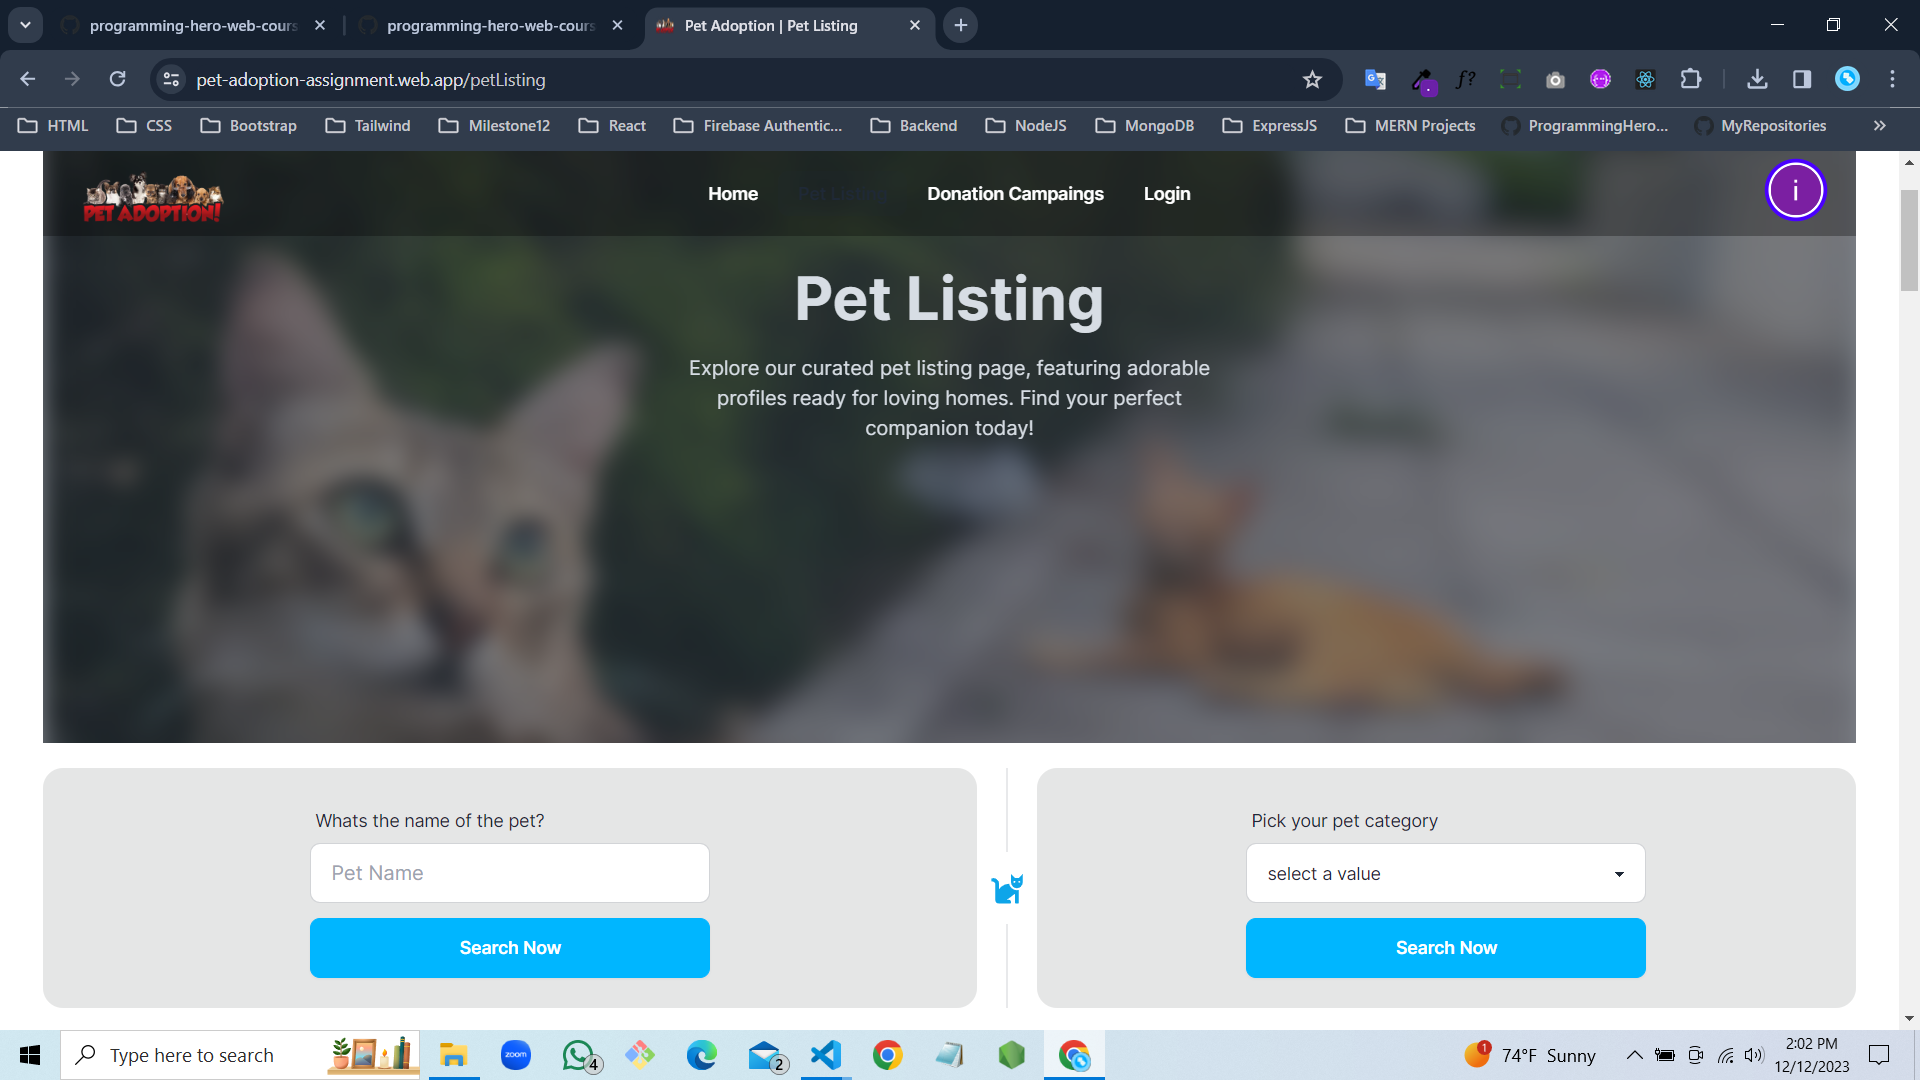 programming-hero-web-cours
programming-hero-web-cours
Pet Adoption | Pet Listing
pet-adoption-assignment.web.app/petListing
HTML
CSS
Bootstrap
Tailwind
Milestone12
React
Firebase Authentic...
Backend
NodeJS
MongoDB
ExpressJS
MERN Projects
ProgrammingHero...
MyRepositories
PET ADOPTION!
Home
Pet Listing
Donation Campaings
Login
i
Pet Listing
Explore our curated pet listing page, featuring adorable
profiles ready for loving homes. Find your perfect
companion today!
Whats the name of the pet?
Pet Name
Search Now
Pick your pet category
select a value
Search Now
Type here to search
zoom
4
2
1
74°F Sunny
2:02 PM
12/12/2023